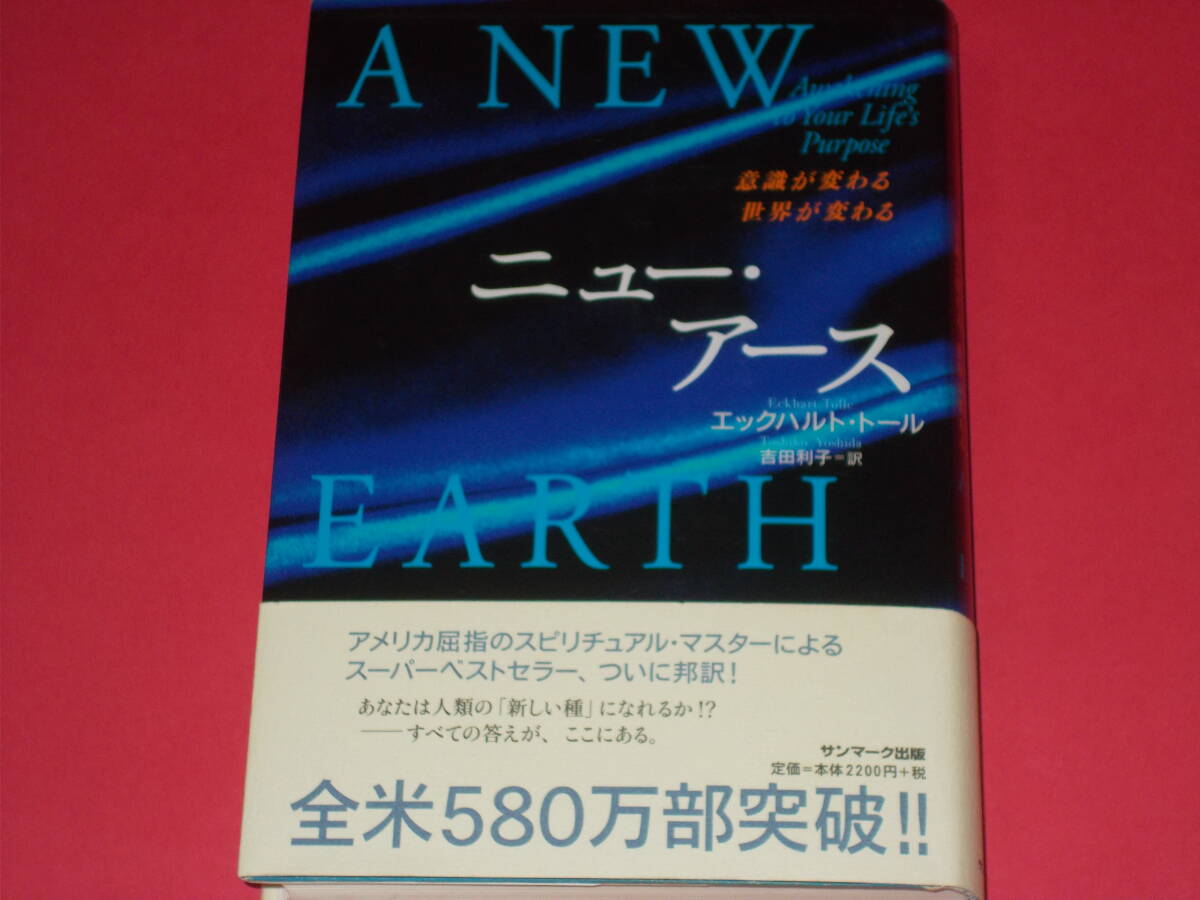 A NEW
Awakening
to Your Life's
Purpose
意識が変わる
世界が変わる
ニュー・
アース
Eckhart Tolle
エックハルト・トール
Toshiko Yoshida
吉田利子＝訳
EARTH
アメリカ屈指のスピリチュアル・マスターによる
スーパーベストセラー、ついに邦訳！
あなたは人類の「新しい種」になれるか！？
──すべての答えが、ここにある。
サンマーク出版
定価＝本体2200円＋税
全米580万部突破!!